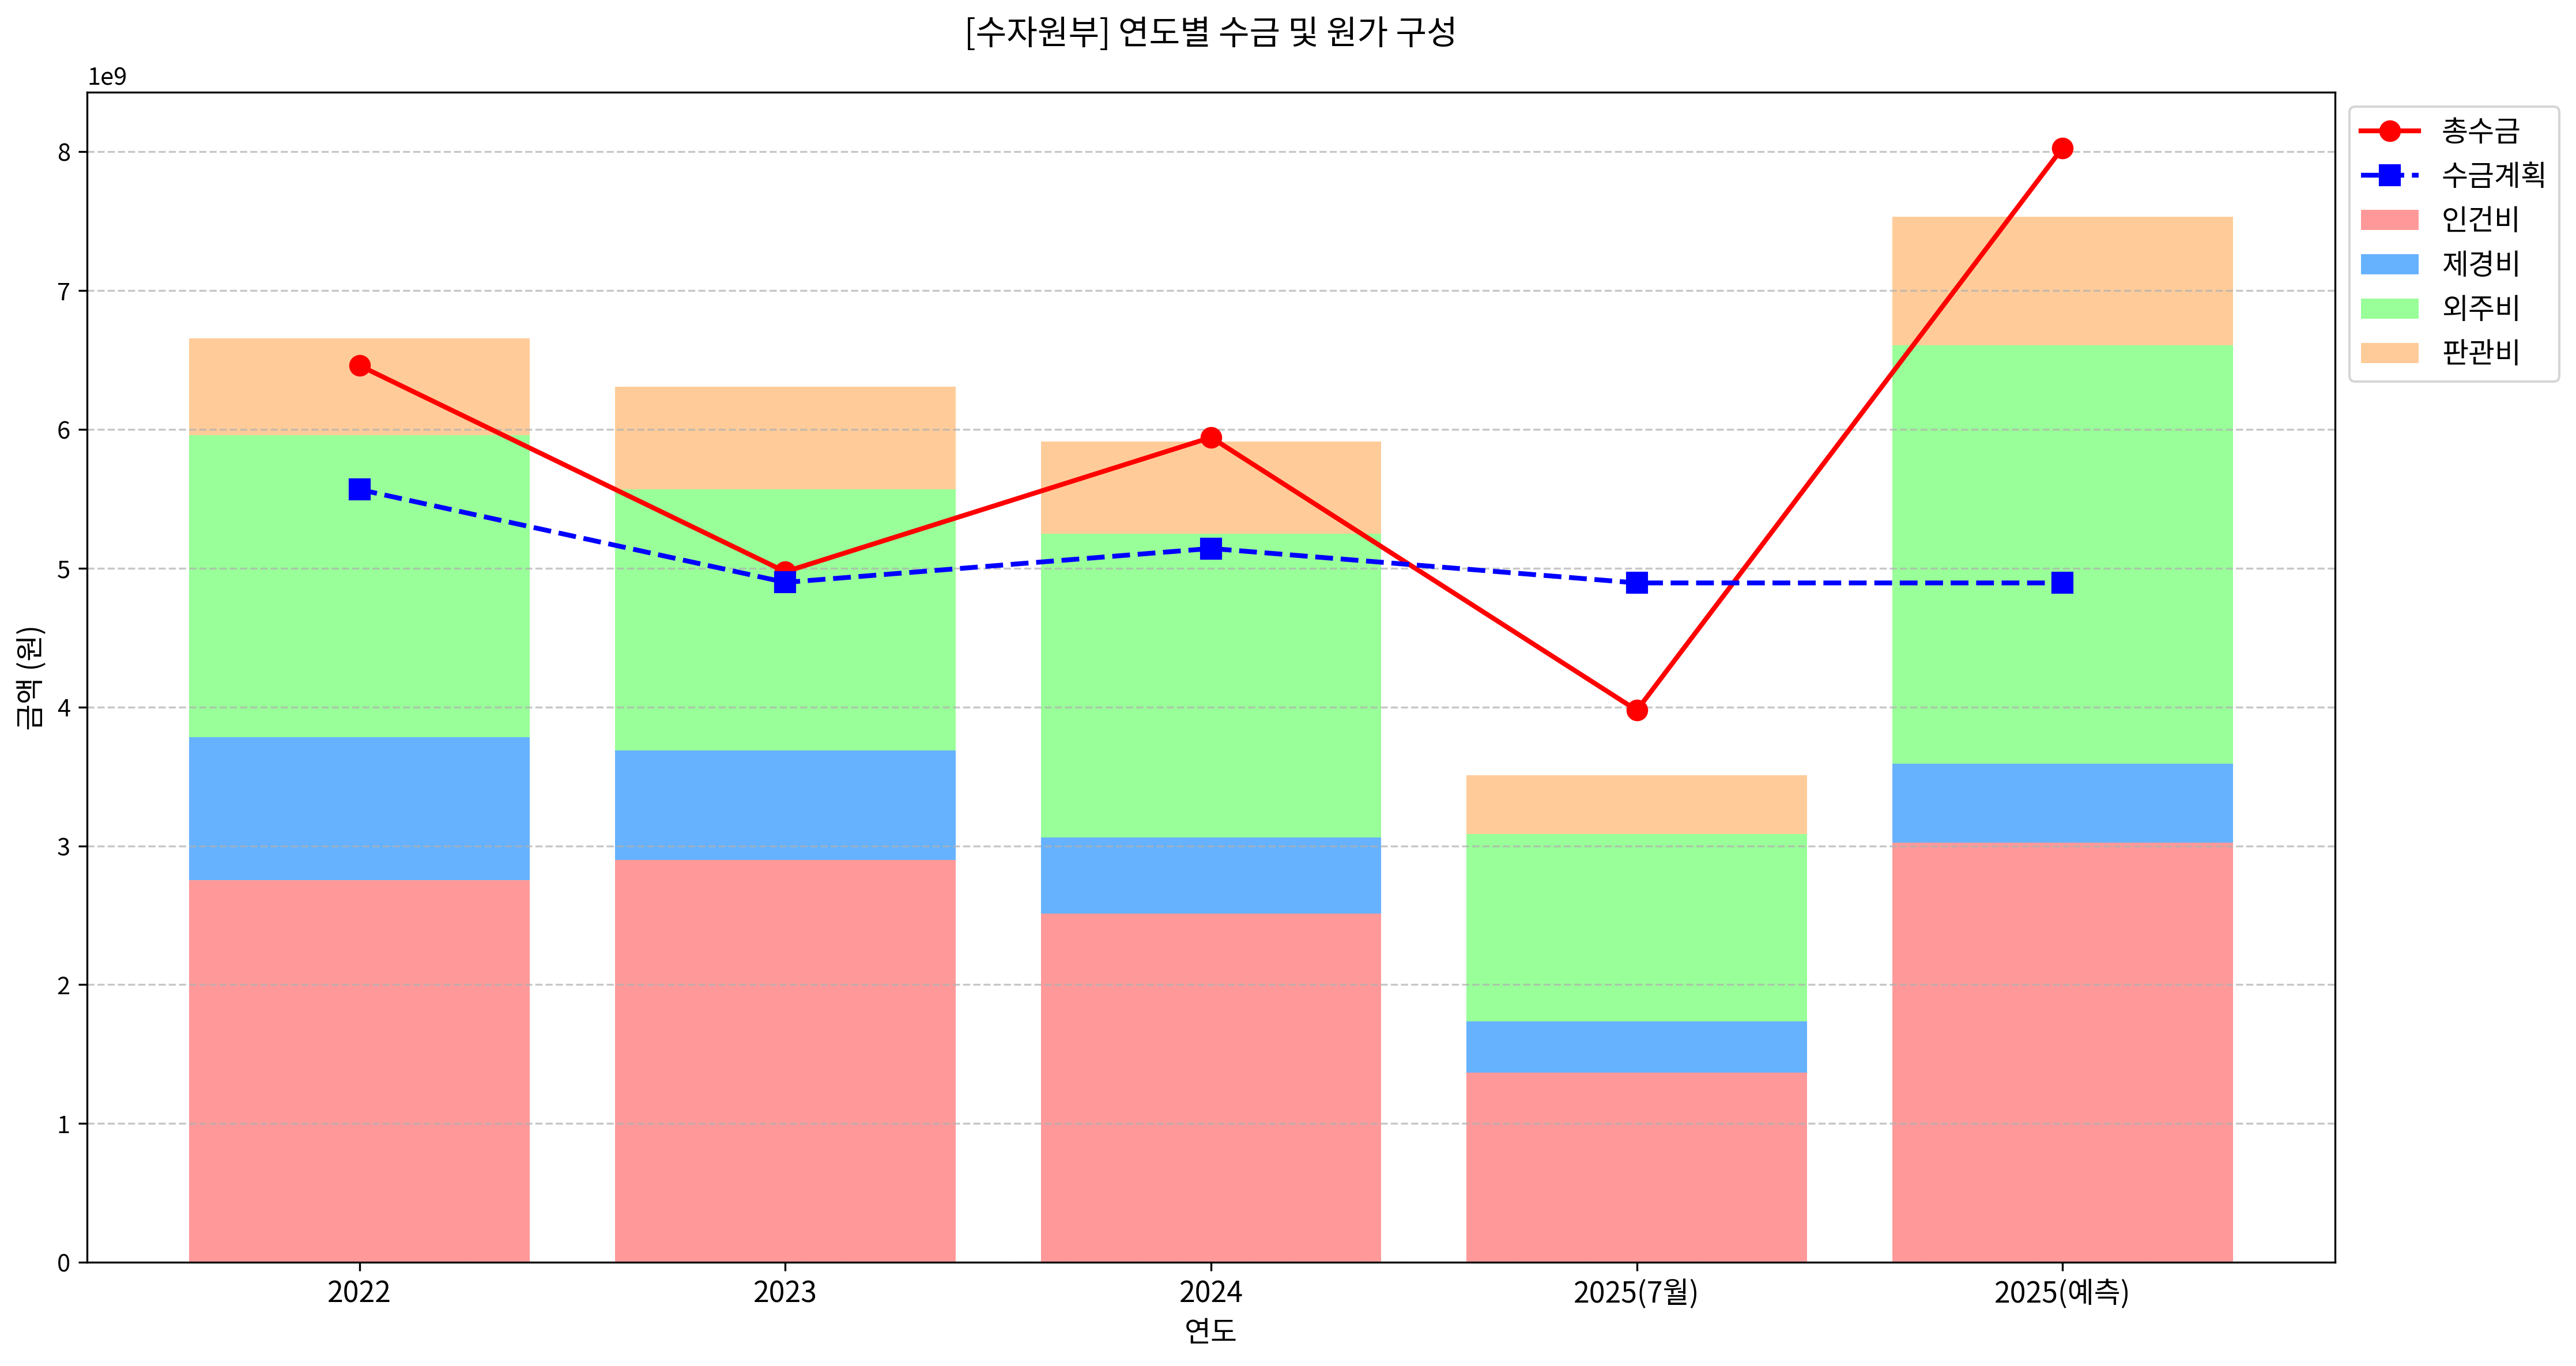 [수자원부] 연도별 수금 및 원가 구성
1e9
8
7
6
5
4
3
2
1
0
금액 (원)
2022
2023
2024
2025(7월)
2025(예측)
연도
총수금
수금계획
인건비
제경비
외주비
판관비